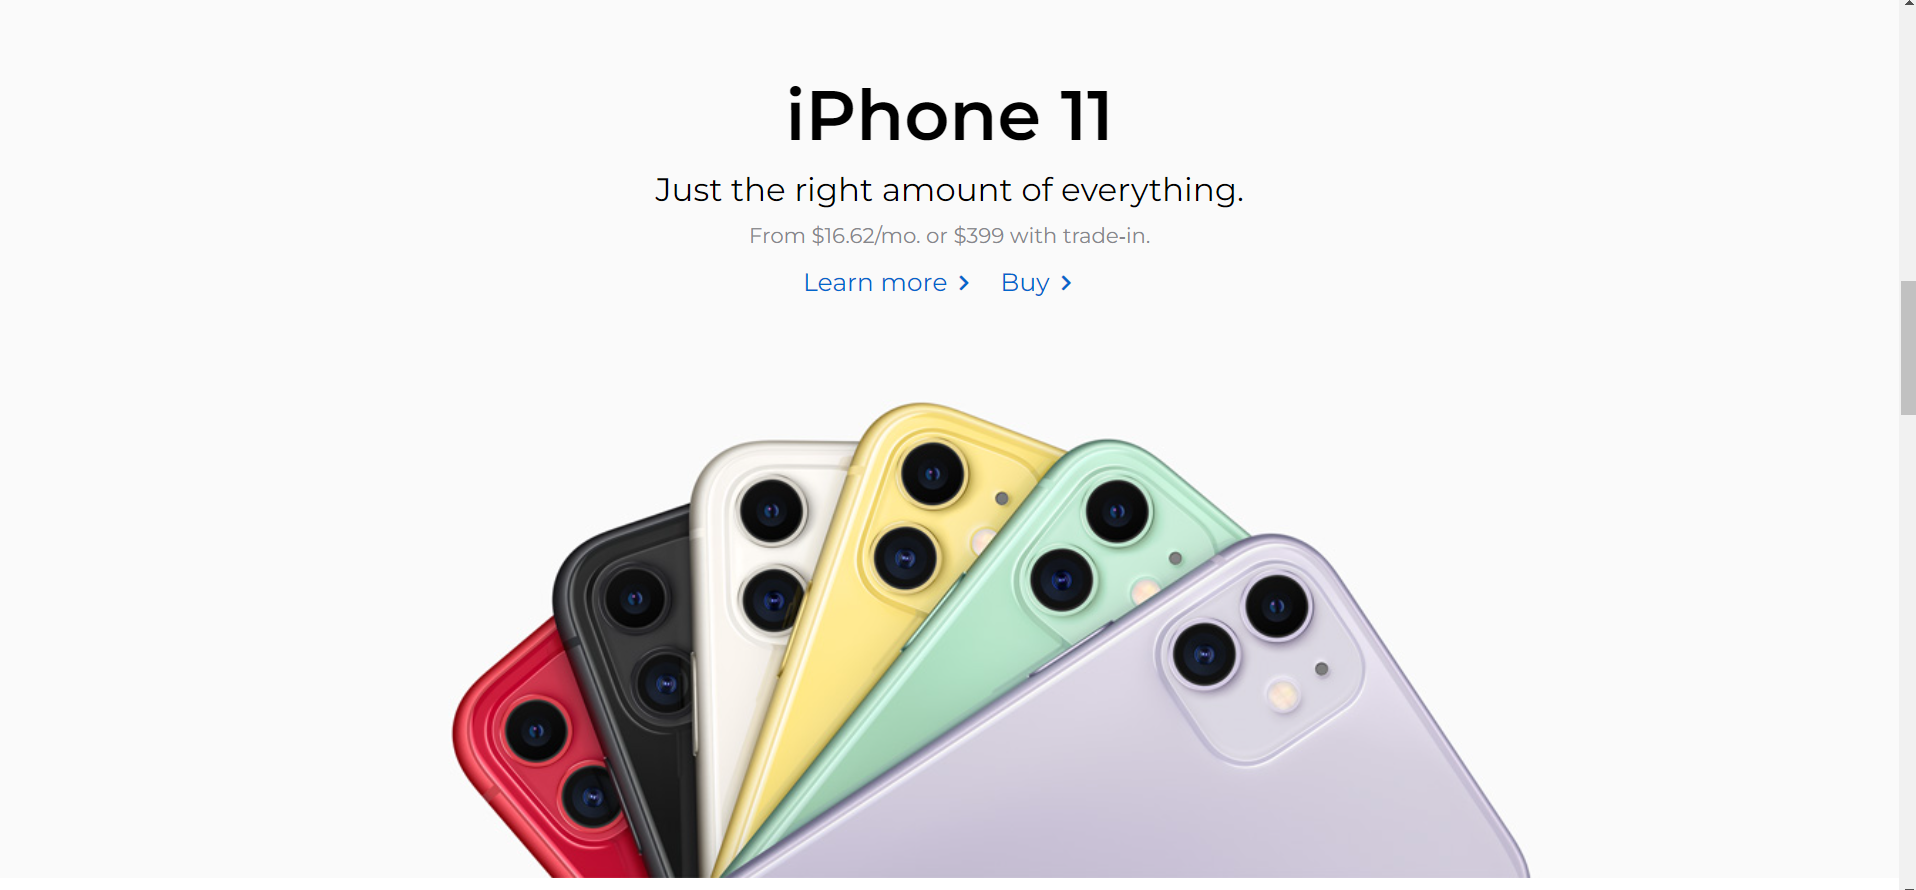 iPhone 11
Just the right amount of everything.
From $16.62/mo. or $399 with trade-in.
Learn more > Buy >